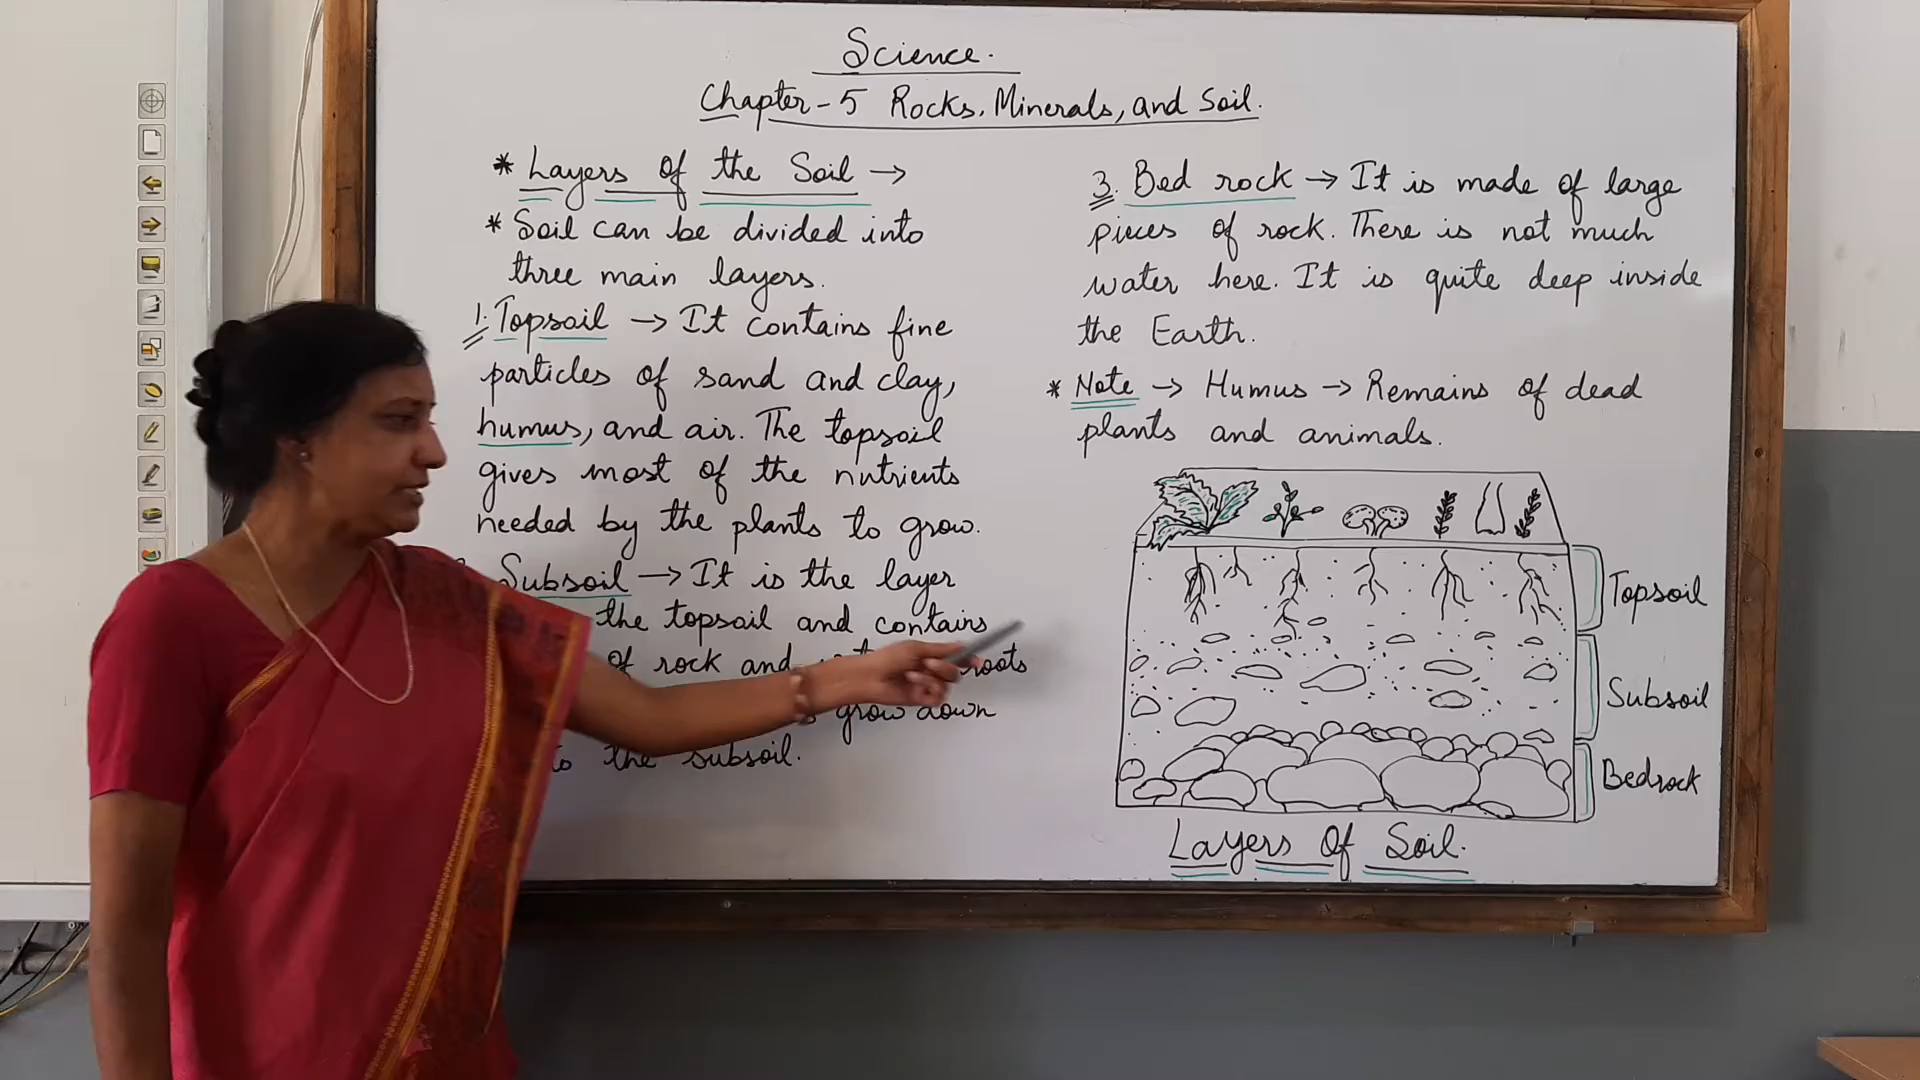 Science.
Chapter-5 Rocks, Minerals, and Soil.
* Layers of the Soil →
* Soil can be divided into
three main layers.
1. Topsoil → It contains fine
particles of sand and clay,
humus, and air. The topsoil
gives most of the nutrients
needed by the plants to grow.
Subsoil → It is the layer
the topsoil and contains
of rock and roots
grow down
to the subsoil.
3. Bed rock → It is made of large
pieces of rock. There is not much
water here. It is quite deep inside
the Earth.
* Note → Humus → Remains of dead
plants and animals.
Topsoil
Subsoil
Bedrock
Layers Of Soil.